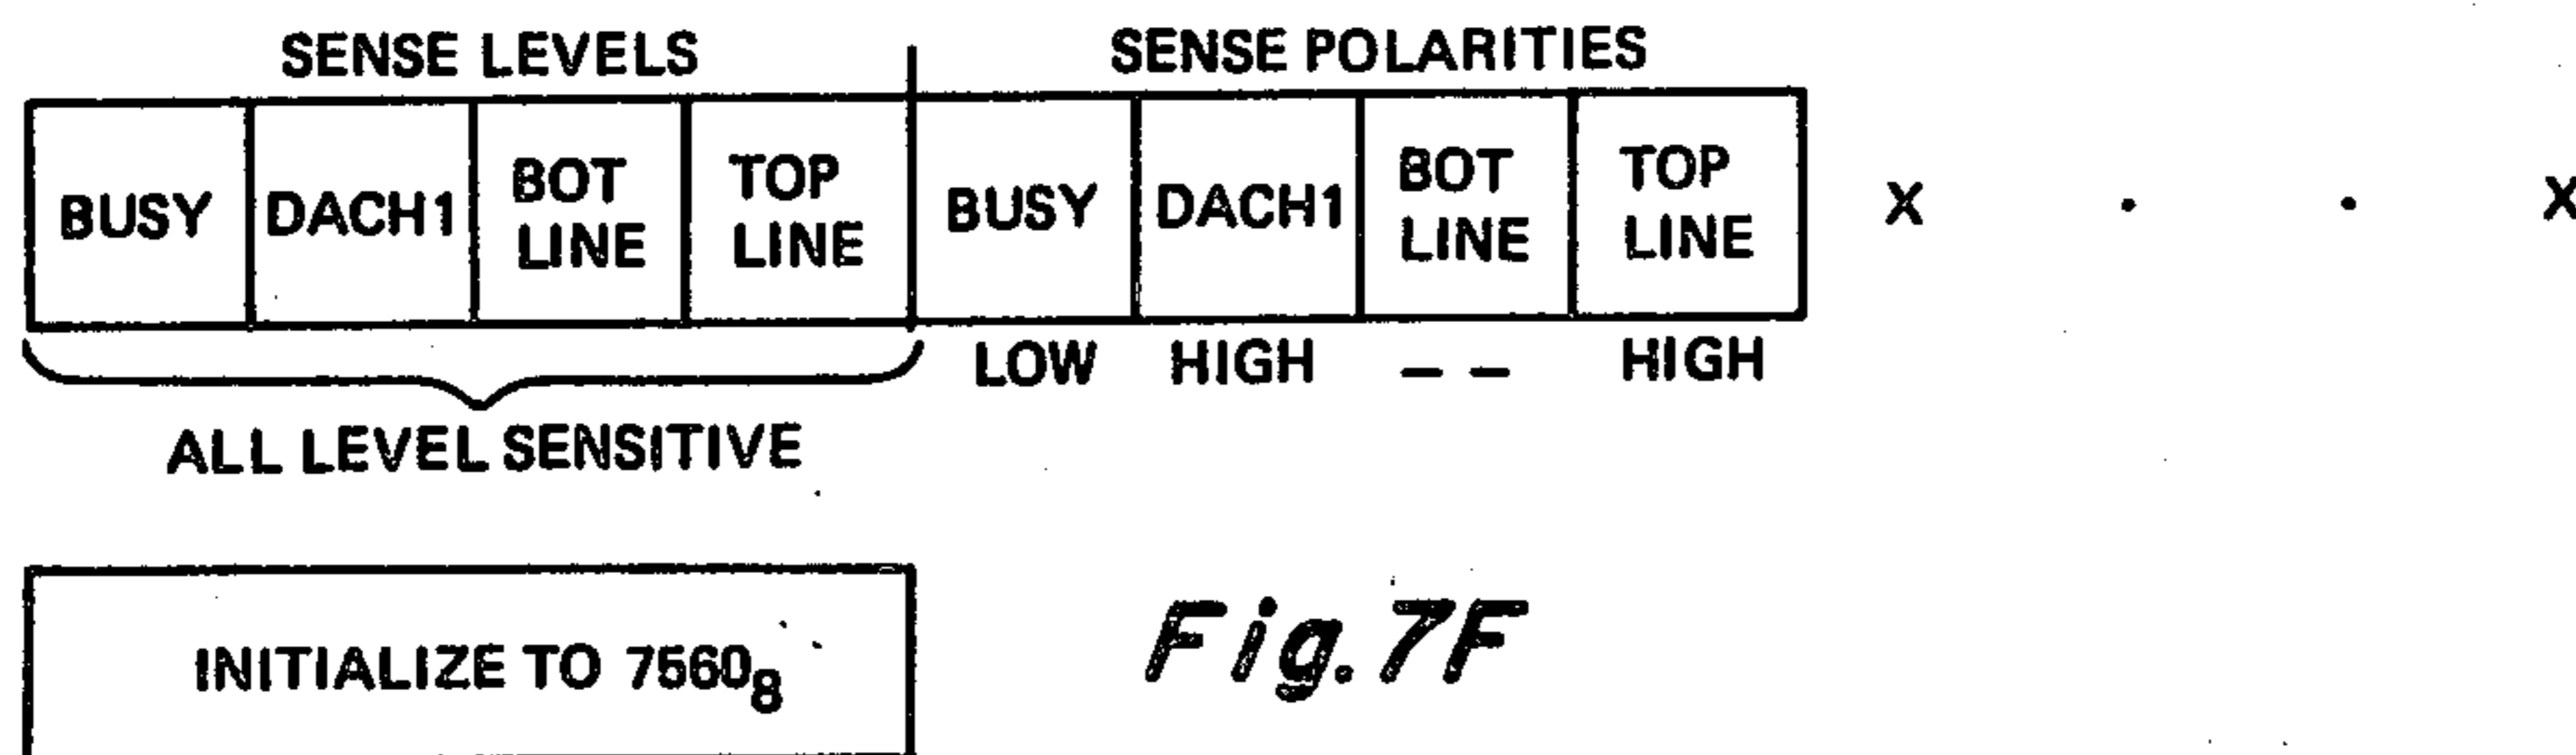 SENSE LEVELS SENSE POLARITIES
BUSY DACH1 BOT LINE TOP LINE BUSY DACH1 BOT LINE TOP LINE X . . X
LOW HIGH – – HIGH
ALL LEVEL SENSITIVE
INITIALIZE TO 7560₈
Fig. 7F